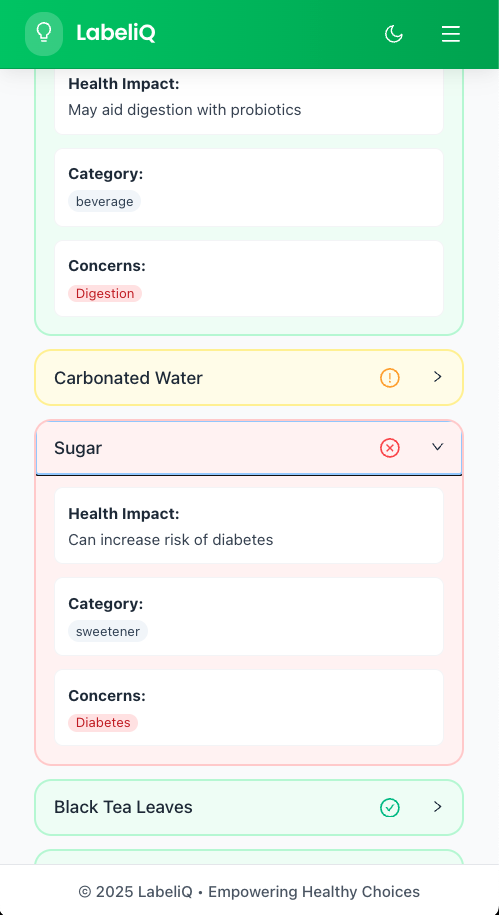 LabeliQ
Health Impact:
May aid digestion with probiotics
Category:
beverage
Concerns:
Digestion
Carbonated Water
Sugar
Health Impact:
Can increase risk of diabetes
Category:
sweetener
Concerns:
Diabetes
Black Tea Leaves
© 2025 LabeliQ • Empowering Healthy Choices